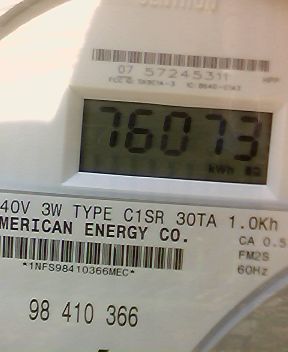 07 57245311
76073
kWh
40V 3W TYPE C1SR 30TA 1.0Kh
MERICAN ENERGY CO.
CA 0.5
*1NFS98410366MEC*
FM2S
60Hz
98 410 366